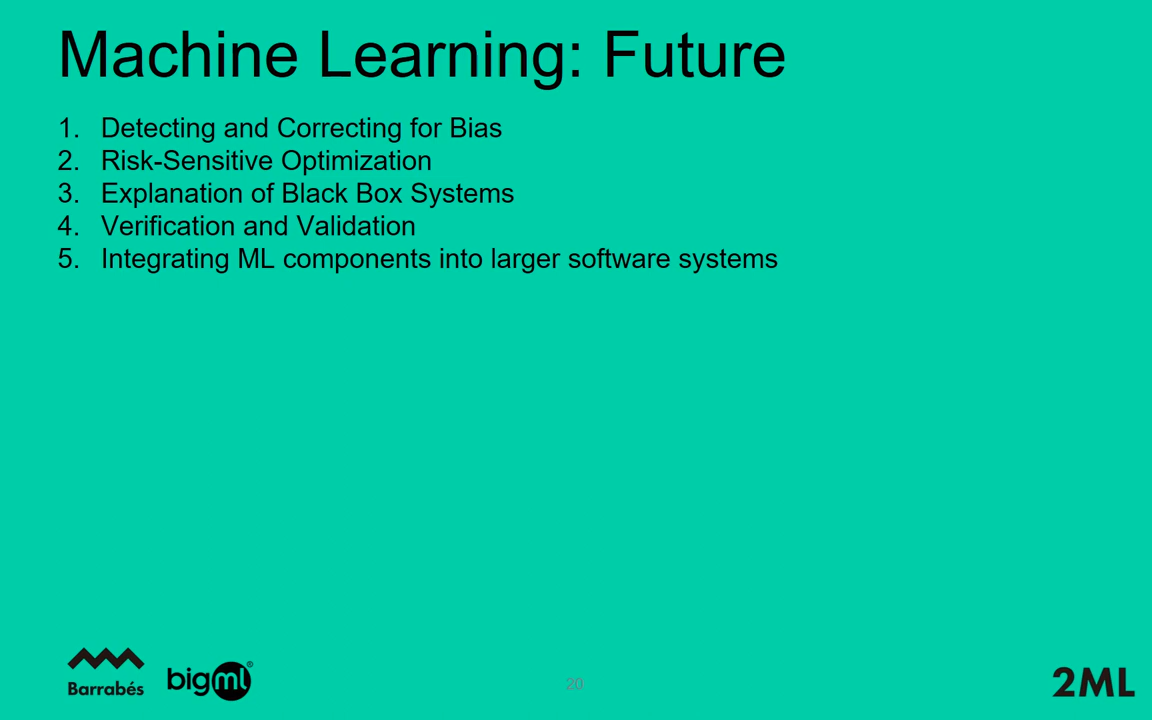 Machine Learning: Future
1. Detecting and Correcting for Bias
2. Risk-Sensitive Optimization
3. Explanation of Black Box Systems
4. Verification and Validation
5. Integrating ML components into larger software systems
Barrabés
bigml®
20
2ML